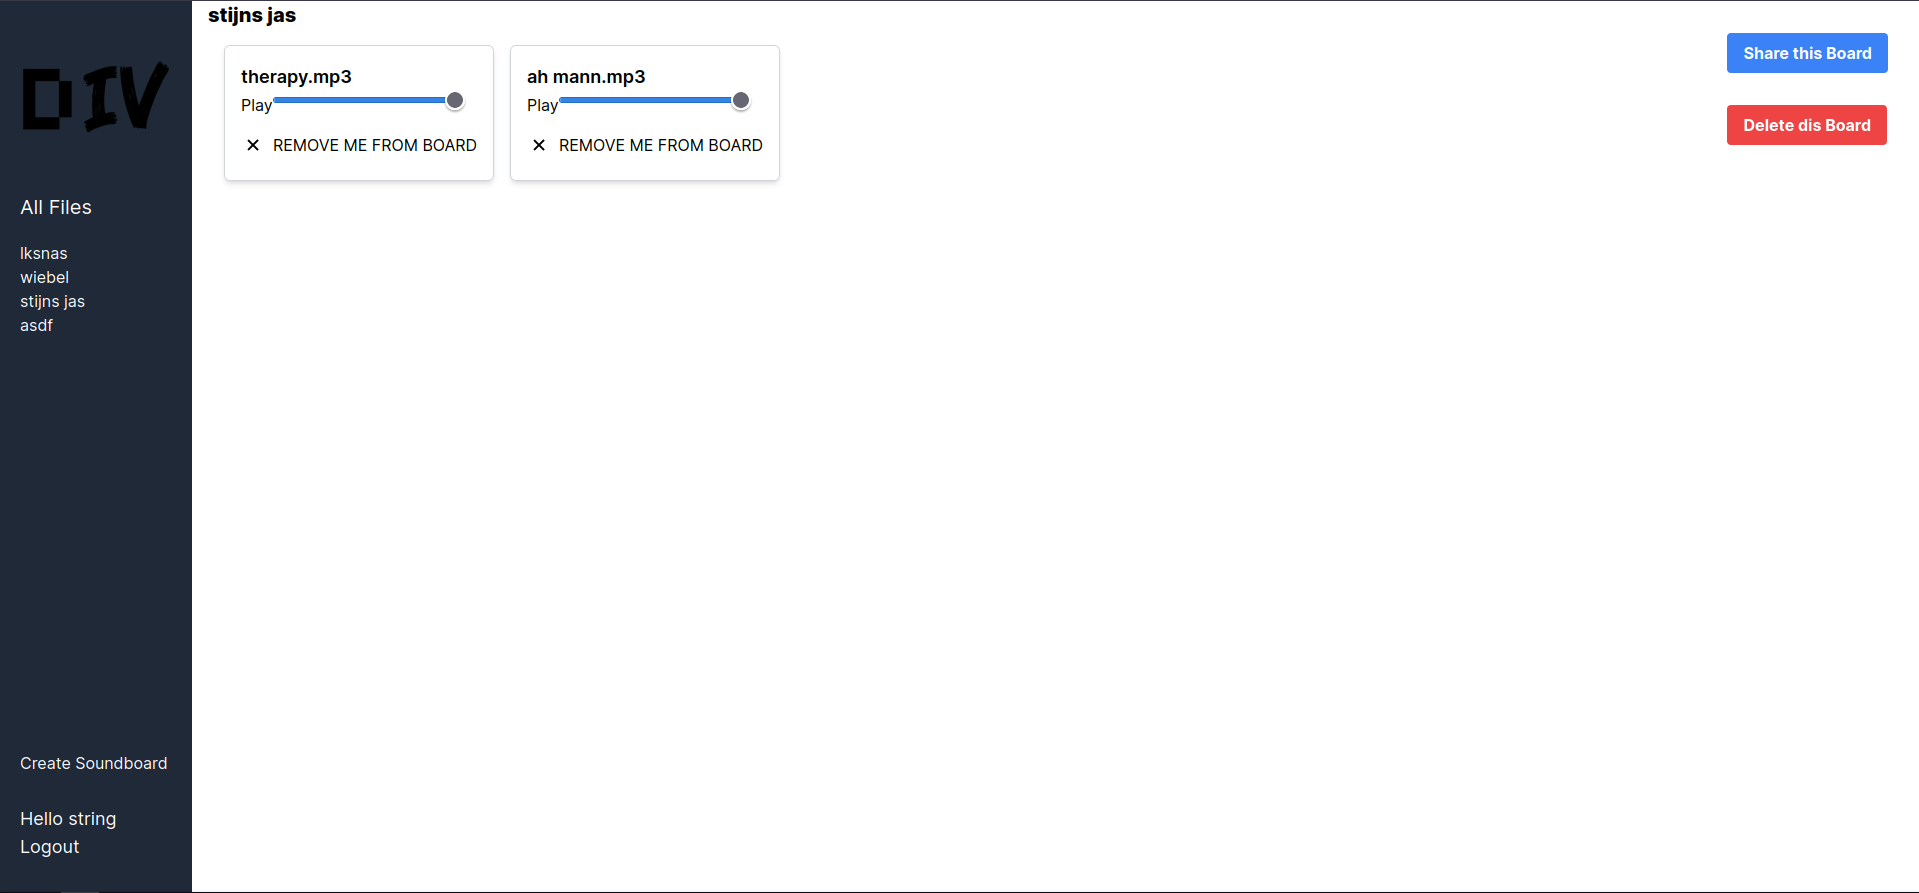 DIV
All Files
lksnas
wiebel
stijns jas
asdf
Create Soundboard
Hello string
Logout
stijns jas
therapy.mp3
Play
REMOVE ME FROM BOARD
ah mann.mp3
Play
REMOVE ME FROM BOARD
Share this Board
Delete dis Board